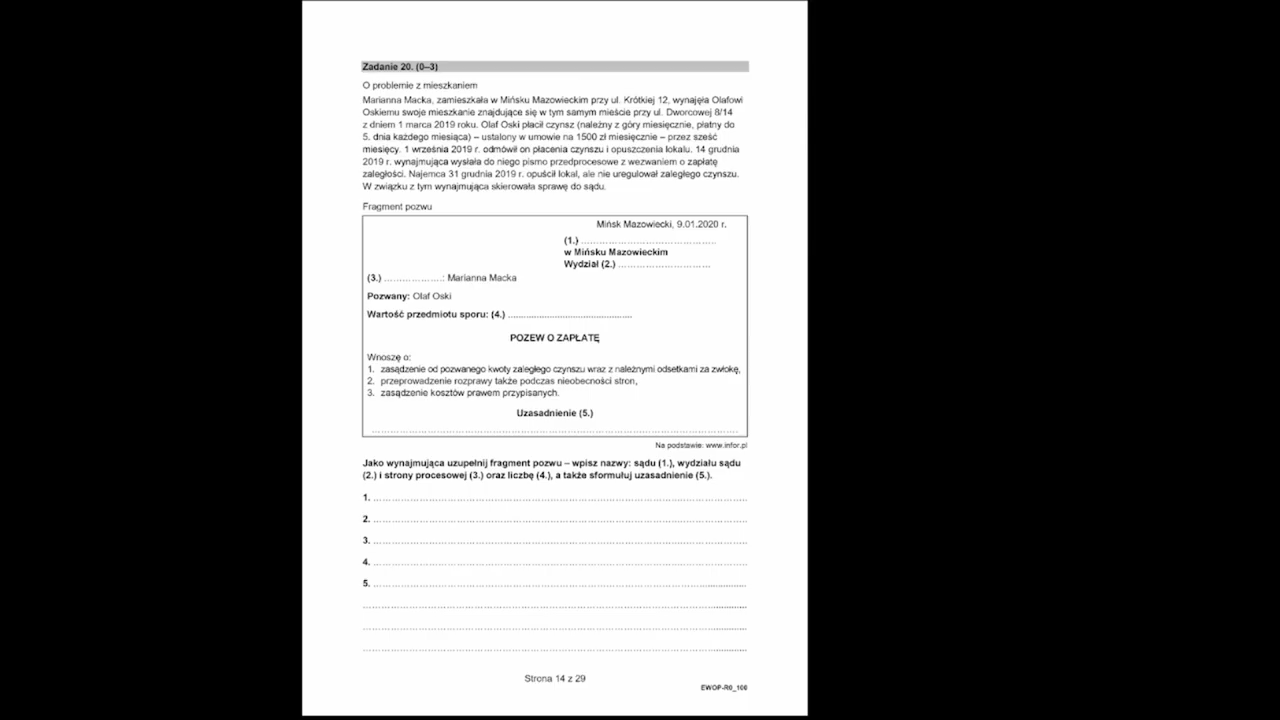 Zadanie 20. (0–3)
O problemie z mieszkaniem
Marianna Macka, zamieszkała w Mińsku Mazowieckim przy ul. Krótkiej 12, wynajęła Olafowi
Oskiemu swoje mieszkanie znajdujące się w tym samym mieście przy ul. Dworcowej 8/14
z dniem 1 marca 2019 roku. Olaf Oski płacił czynsz (należny z góry miesięcznie, płatny do
5. dnia każdego miesiąca) – ustalony w umowie na 1500 zł miesięcznie – przez sześć
miesięcy. 1 września 2019 r. odmówił on płacenia czynszu i opuszczenia lokalu. 14 grudnia
2019 r. wynajmująca wysłała do niego pismo przedprocesowe z wezwaniem o zapłatę
zaległości. Najemca 31 grudnia 2019 r. opuścił lokal, ale nie uregulował zaległego czynszu.
W związku z tym wynajmująca skierowała sprawę do sądu.
Fragment pozwu
Mińsk Mazowiecki, 9.01.2020 r.
(1.) ……………………………………
w Mińsku Mazowieckim
Wydział (2.) …………………………
(3.) ………………..: Marianna Macka
Pozwany: Olaf Oski
Wartość przedmiotu sporu: (4.) ................................................
POZEW O ZAPŁATĘ
Wnoszę o:
1. zasądzenie od pozwanego kwoty zaległego czynszu wraz z należnymi odsetkami za zwłokę,
2. przeprowadzenie rozprawy także podczas nieobecności stron,
3. zasądzenie kosztów prawem przypisanych.
Uzasadnienie (5.)
……………………………………………………………………………………………
Na podstawie: www.infor.pl
Jako wynajmująca uzupełnij fragment pozwu – wpisz nazwy: sądu (1.), wydziału sądu
(2.) i strony procesowej (3.) oraz liczbę (4.), a także sformułuj uzasadnienie (5.).
1. ……………………………………………………………………………………………
2. ……………………………………………………………………………………………
3. ……………………………………………………………………………………………
4. ……………………………………………………………………………………………
5. ……………………………………………………………………………………………
……………………………………………………………………………………………
……………………………………………………………………………………………
……………………………………………………………………………………………
Strona 14 z 29
EWOP-R0_100